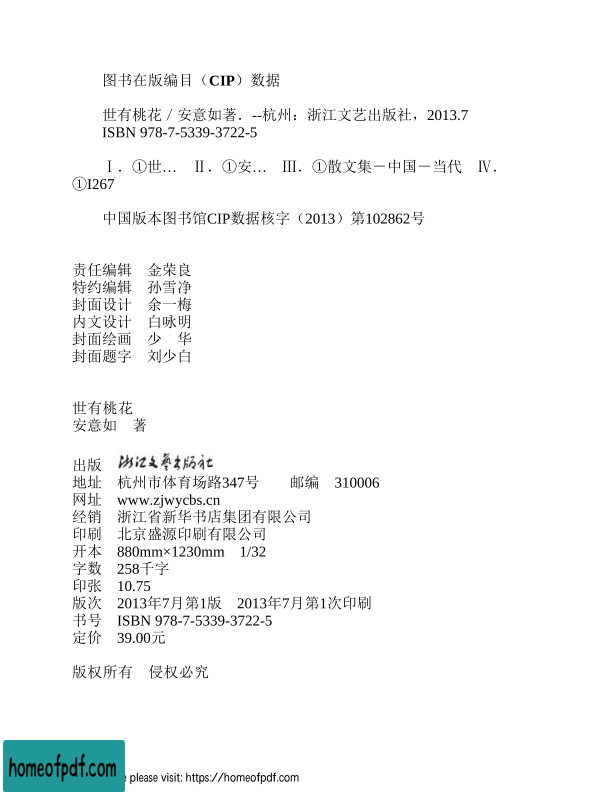 图书在版编目（CIP）数据
世有桃花／安意如著．--杭州：浙江文艺出版社，2013.7
ISBN 978-7-5339-3722-5
Ⅰ．①世… Ⅱ．①安… Ⅲ．①散文集－中国－当代 Ⅳ．
①I267
中国版本图书馆CIP数据核字（2013）第102862号
责任编辑 金荣良
特约编辑 孙雪净
封面设计 余一梅
内文设计 白咏明
封面绘画 少 华
封面题字 刘少白
世有桃花
安意如 著
出版 浙江文艺出版社
地址 杭州市体育场路347号 邮编 310006
网址 www.zjwycbs.cn
经销 浙江省新华书店集团有限公司
印刷 北京盛源印刷有限公司
开本 880mm×1230mm 1/32
字数 258千字
印张 10.75
版次 2013年7月第1版 2013年7月第1次印刷
书号 ISBN 978-7-5339-3722-5
定价 39.00元
版权所有 侵权必究
homeofpdf.com
please visit: https://homeofpdf.com